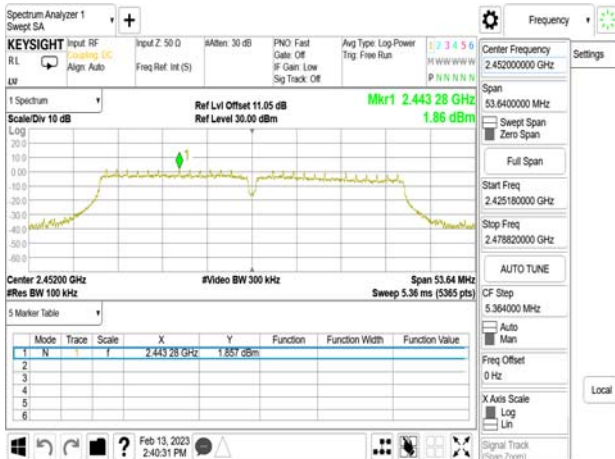 Spectrum Analyzer 1
Swept SA
Frequency
KEYSIGHT
RL
Input: RF
Coupling: DC
Align: Auto
Input Z: 50 Ω
Freq Ref: Int (S)
#Atten: 30 dB
PNO: Fast
Gate: Off
IF Gain: Low
Sig Track: Off
Avg Type: Log-Power
Trig: Free Run
1 2 3 4 5 6
M W W W W W
P N N N N N
1 Spectrum
Scale/Div 10 dB
Ref Lvl Offset 11.05 dB
Ref Level 30.00 dBm
Mkr1 2.443 28 GHz
1.86 dBm
Log
20.0
10.0
0.00
-10.0
-20.0
-30.0
-40.0
-50.0
-60.0
1
Center 2.45200 GHz
#Res BW 100 kHz
#Video BW 300 kHz
Span 53.64 MHz
Sweep 5.36 ms (5365 pts)
5 Marker Table
Mode Trace Scale X Y Function Function Width Function Value
1 N 1 f 2.443 28 GHz 1.857 dBm
2
3
4
5
6
Feb 13, 2023
2:40:31 PM
Center Frequency
2.452000000 GHz
Settings
Span
53.6400000 MHz
Swept Span
Zero Span
Full Span
Start Freq
2.425180000 GHz
Stop Freq
2.478820000 GHz
AUTO TUNE
CF Step
5.364000 MHz
Auto
Man
Freq Offset
0 Hz
X Axis Scale
Log
Lin
Local
Signal Track
(Span Zoom)